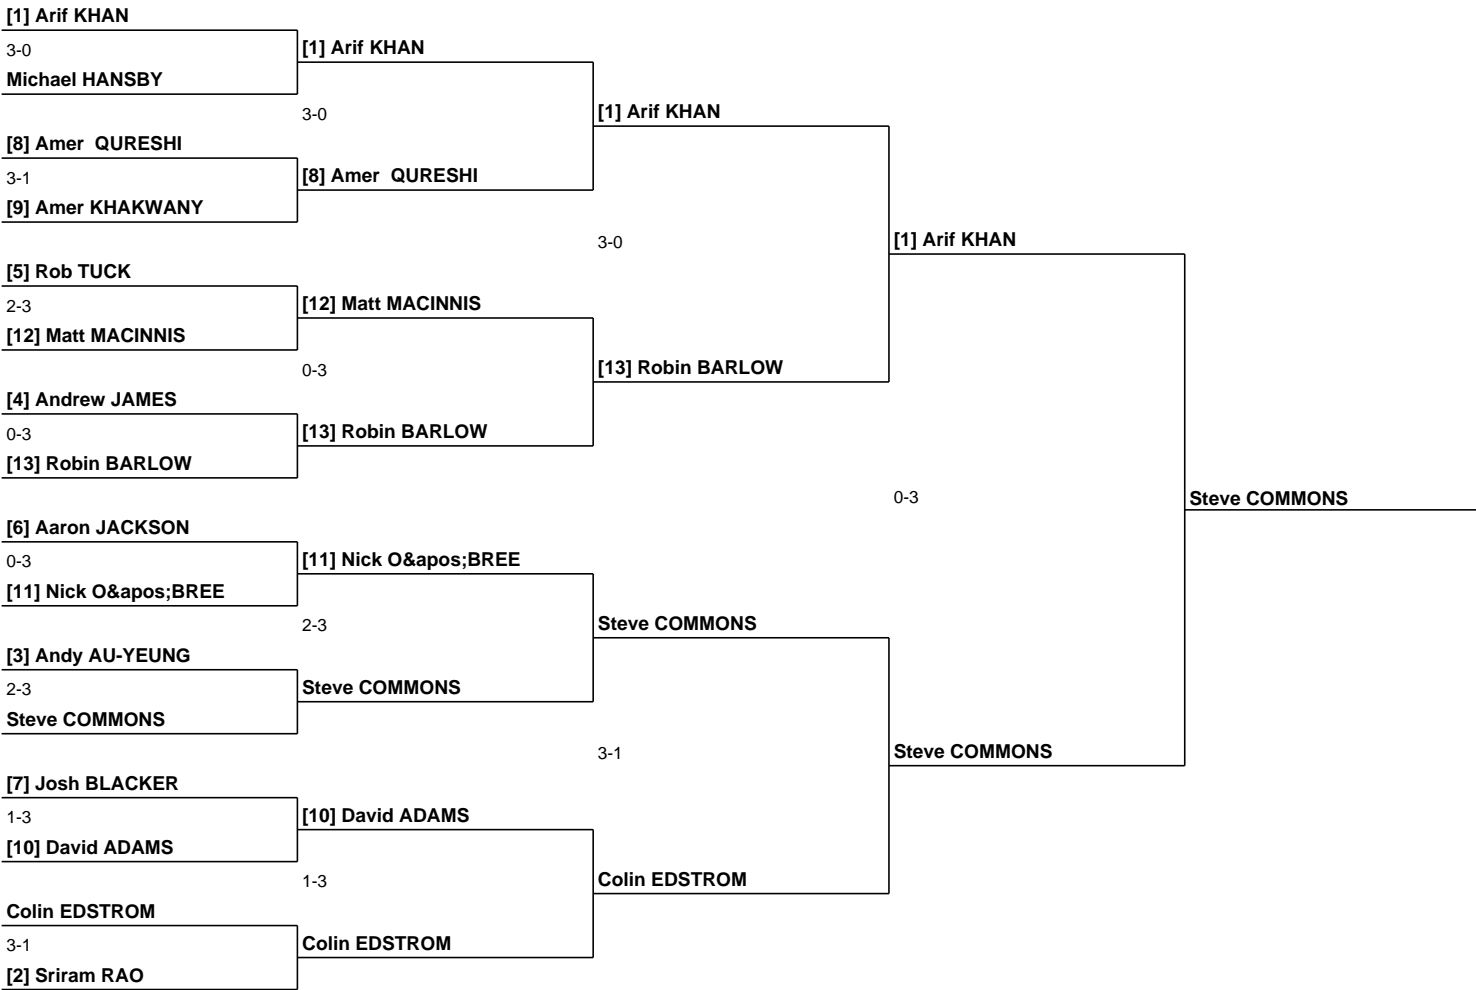 [1] Arif KHAN
3-0
Michael HANSBY
[8] Amer  QURESHI
3-1
[9] Amer KHAKWANY
[5] Rob TUCK
2-3
[12] Matt MACINNIS
[4] Andrew JAMES
0-3
[13] Robin BARLOW
[6] Aaron JACKSON
0-3
[11] Nick O&apos;BREE
[3] Andy AU-YEUNG
2-3
Steve COMMONS
[7] Josh BLACKER
1-3
[10] David ADAMS
Colin EDSTROM
3-1
[2] Sriram RAO
[1] Arif KHAN
3-0
[8] Amer  QURESHI
[12] Matt MACINNIS
0-3
[13] Robin BARLOW
[11] Nick O&apos;BREE
2-3
Steve COMMONS
[10] David ADAMS
1-3
Colin EDSTROM
[1] Arif KHAN
3-0
[13] Robin BARLOW
Steve COMMONS
3-1
Colin EDSTROM
[1] Arif KHAN
0-3
Steve COMMONS
Steve COMMONS